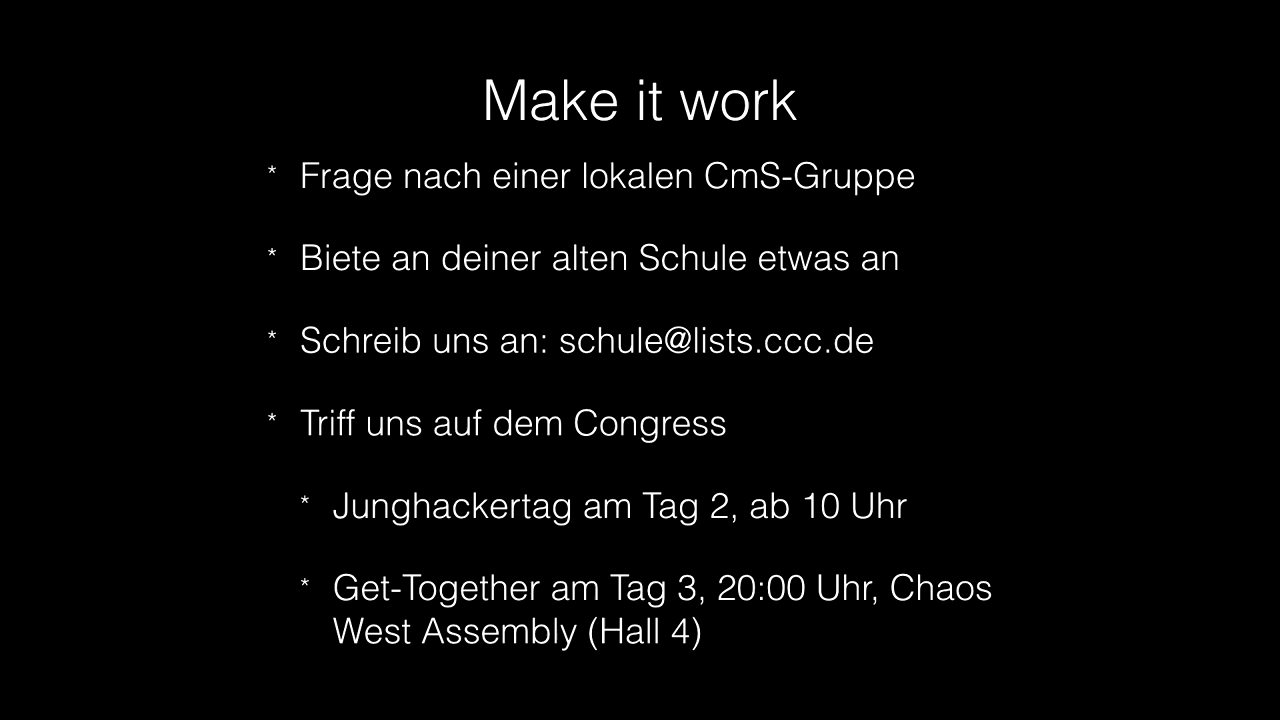 Make it work
* Frage nach einer lokalen CmS-Gruppe
* Biete an deiner alten Schule etwas an
* Schreib uns an: schule@lists.ccc.de
* Triff uns auf dem Congress
* Junghackertag am Tag 2, ab 10 Uhr
* Get-Together am Tag 3, 20:00 Uhr, Chaos
West Assembly (Hall 4)